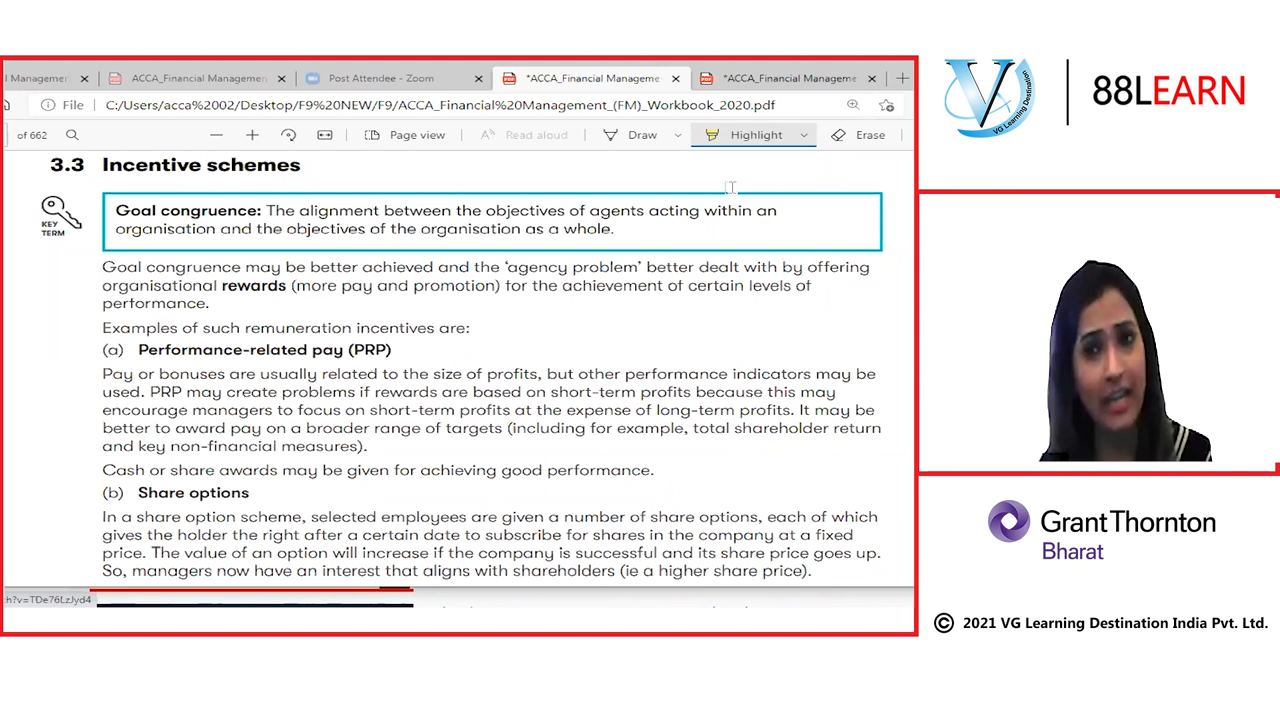 l Management
ACCA_Financial Managemen
Post Attendee - Zoom
*ACCA_Financial Manageme
*ACCA_Financial Manageme
File
C:/Users/acca%2002/Desktop/F9%20NEW/F9/ACCA_Financial%20Management_(FM)_Workbook_2020.pdf
of 662
Page view
Read aloud
Draw
Highlight
Erase
3.3 Incentive schemes
KEY
TERM
Goal congruence: The alignment between the objectives of agents acting within an
organisation and the objectives of the organisation as a whole.
Goal congruence may be better achieved and the ‘agency problem’ better dealt with by offering
organisational rewards (more pay and promotion) for the achievement of certain levels of
performance.
Examples of such remuneration incentives are:
(a) Performance-related pay (PRP)
Pay or bonuses are usually related to the size of profits, but other performance indicators may be
used. PRP may create problems if rewards are based on short-term profits because this may
encourage managers to focus on short-term profits at the expense of long-term profits. It may be
better to award pay on a broader range of targets (including for example, total shareholder return
and key non-financial measures).
Cash or share awards may be given for achieving good performance.
(b) Share options
In a share option scheme, selected employees are given a number of share options, each of which
gives the holder the right after a certain date to subscribe for shares in the company at a fixed
price. The value of an option will increase if the company is successful and its share price goes up.
So, managers now have an interest that aligns with shareholders (ie a higher share price).
ch?v=TDe76LzJyd4
V
VG Learning Destination
88LEARN
Grant Thornton
Bharat
© 2021 VG Learning Destination India Pvt. Ltd.